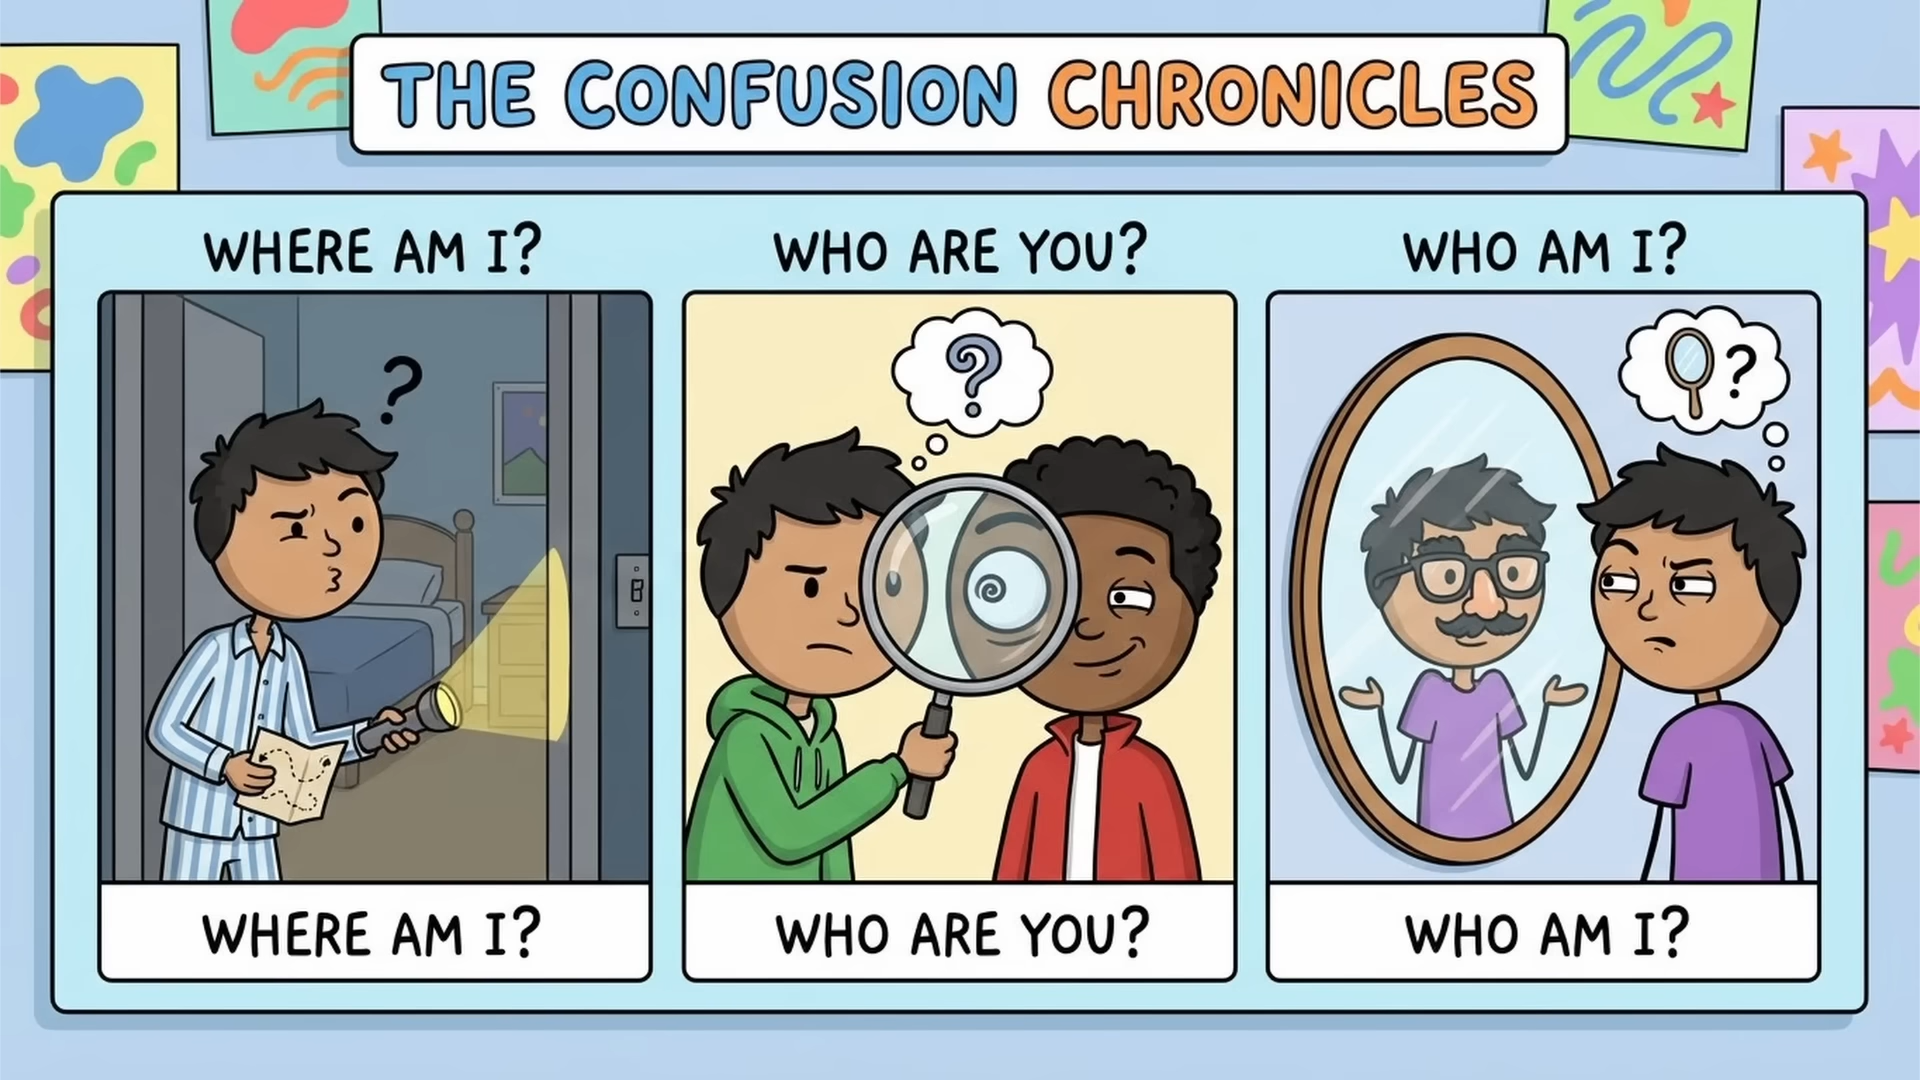 THE CONFUSION CHRONICLES
WHERE AM I?
WHO ARE YOU?
WHO AM I?
?
?
?
WHERE AM I?
WHO ARE YOU?
WHO AM I?